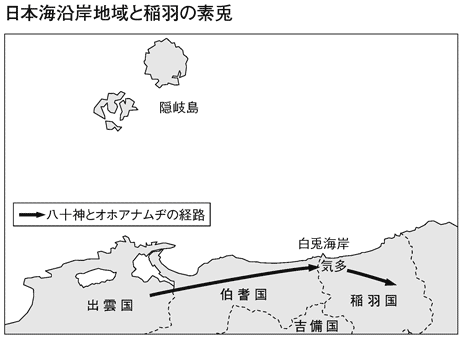 日本海沿岸地域と稲羽の素兎
隠岐島
八十神とオホアナムヂの経路
白兎海岸
気多
出雲国
伯耆国
稲羽国
吉備国